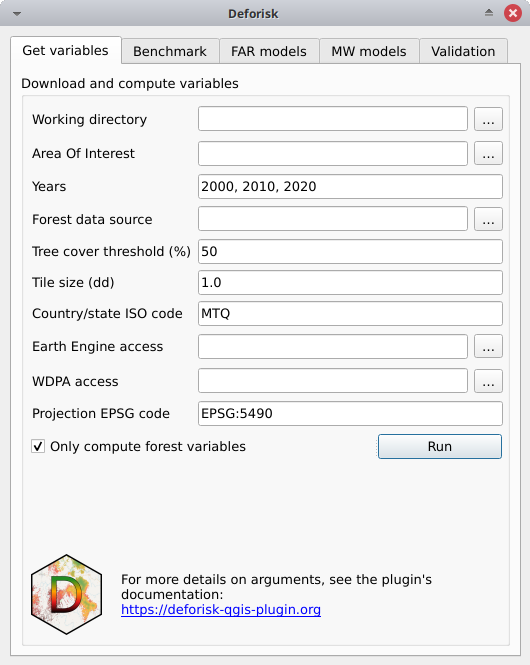 Deforisk
Get variables
Benchmark
FAR models
MW models
Validation
Download and compute variables
Working directory
...
Area Of Interest
...
Years
2000, 2010, 2020
Forest data source
...
Tree cover threshold (%)
50
Tile size (dd)
1.0
Country/state ISO code
MTQ
Earth Engine access
...
WDPA access
...
Projection EPSG code
EPSG:5490
Only compute forest variables
Run
D
For more details on arguments, see the plugin's
documentation:
https://deforisk-qgis-plugin.org